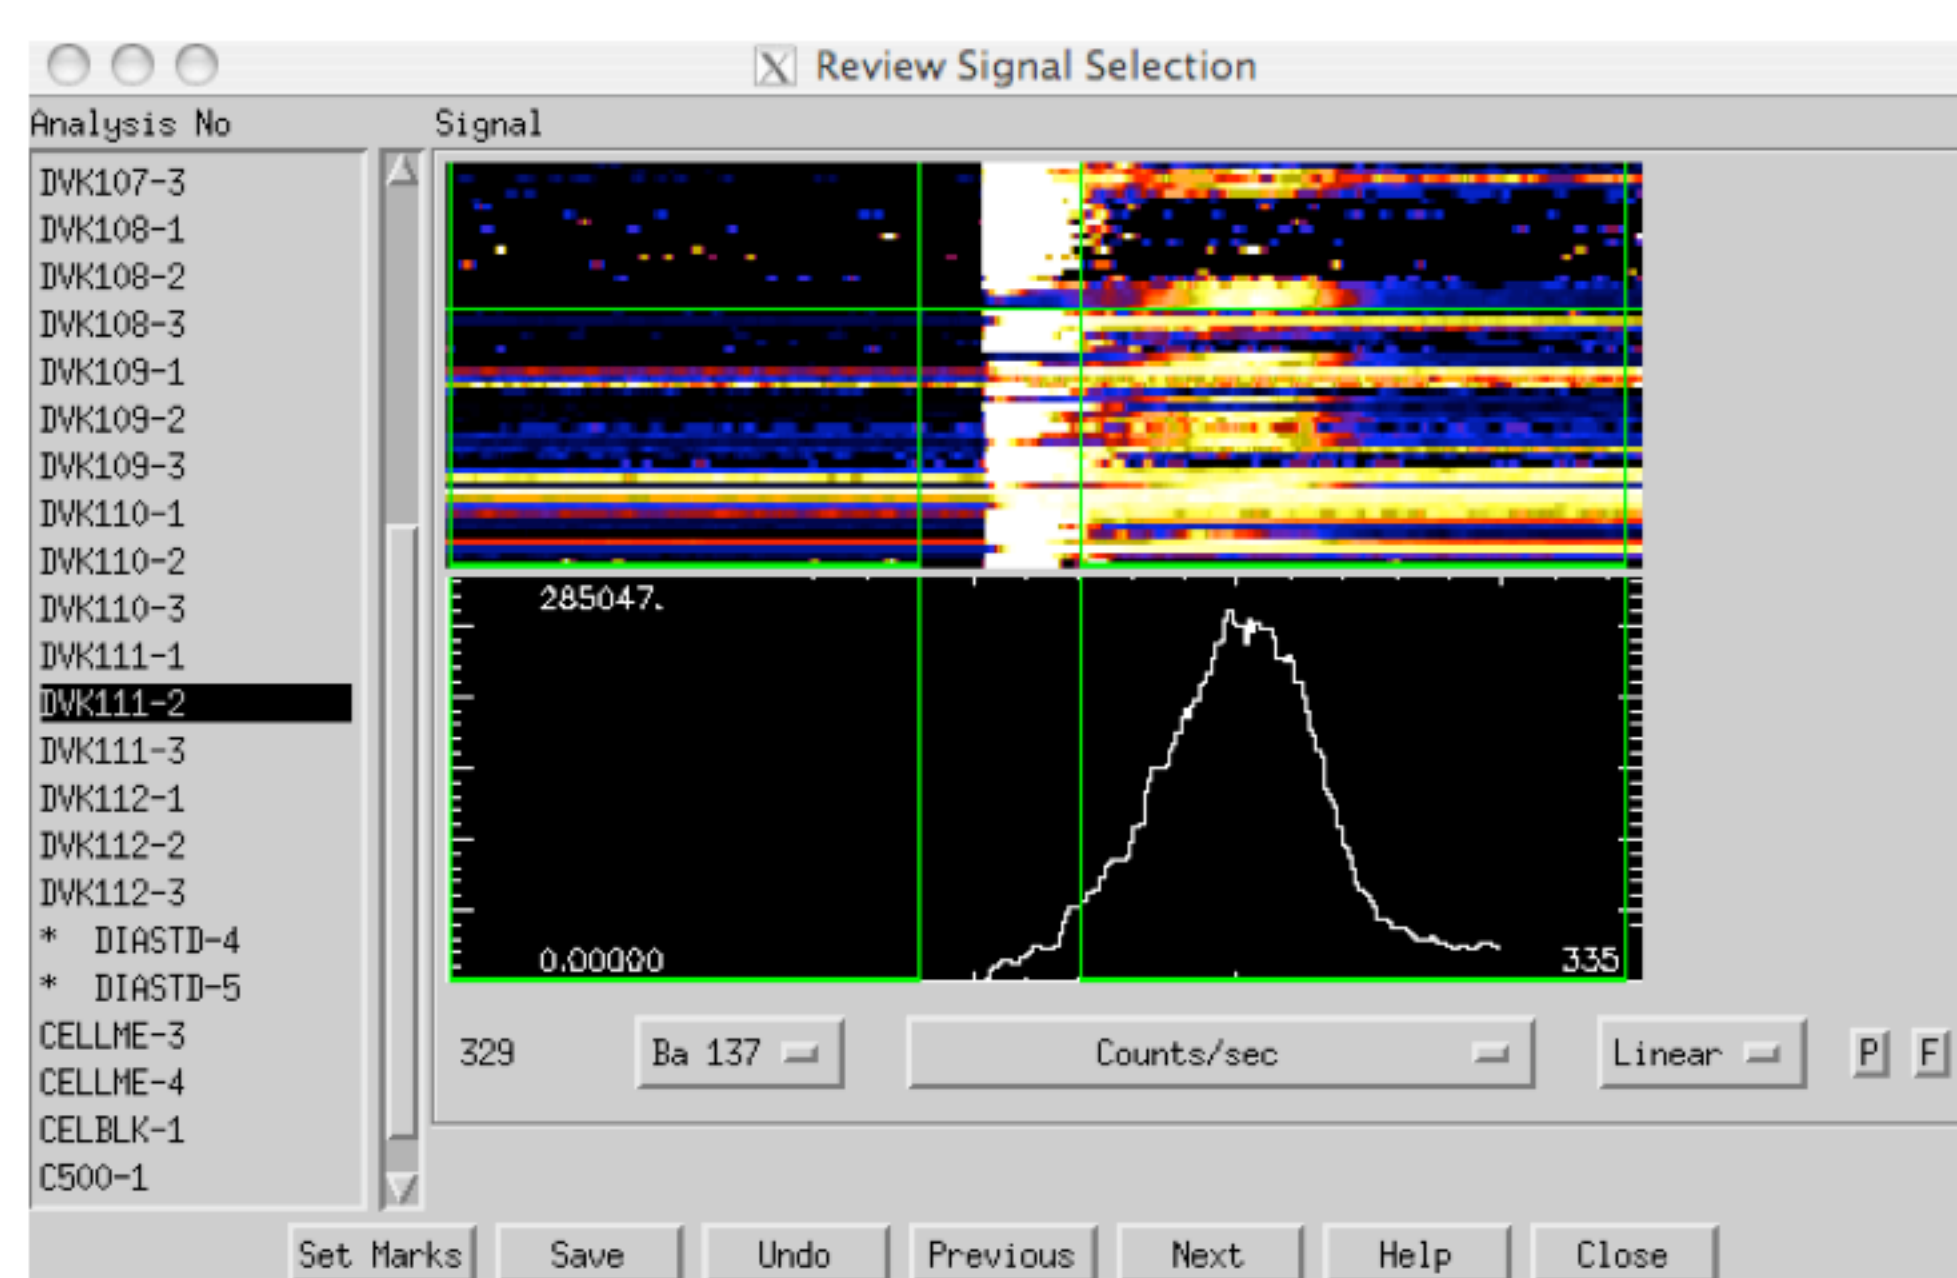 X Review Signal Selection
Analysis No
Signal
DVK107-3
DVK108-1
DVK108-2
DVK108-3
DVK109-1
DVK109-2
DVK109-3
DVK110-1
DVK110-2
DVK110-3
DVK111-1
DVK111-2
DVK111-3
DVK112-1
DVK112-2
DVK112-3
* DIASTD-4
* DIASTD-5
CELLME-3
CELLME-4
CELBLK-1
C500-1
285047.
0.00000
335
329
Ba 137
Counts/sec
Linear
P
F
Set Marks
Save
Undo
Previous
Next
Help
Close